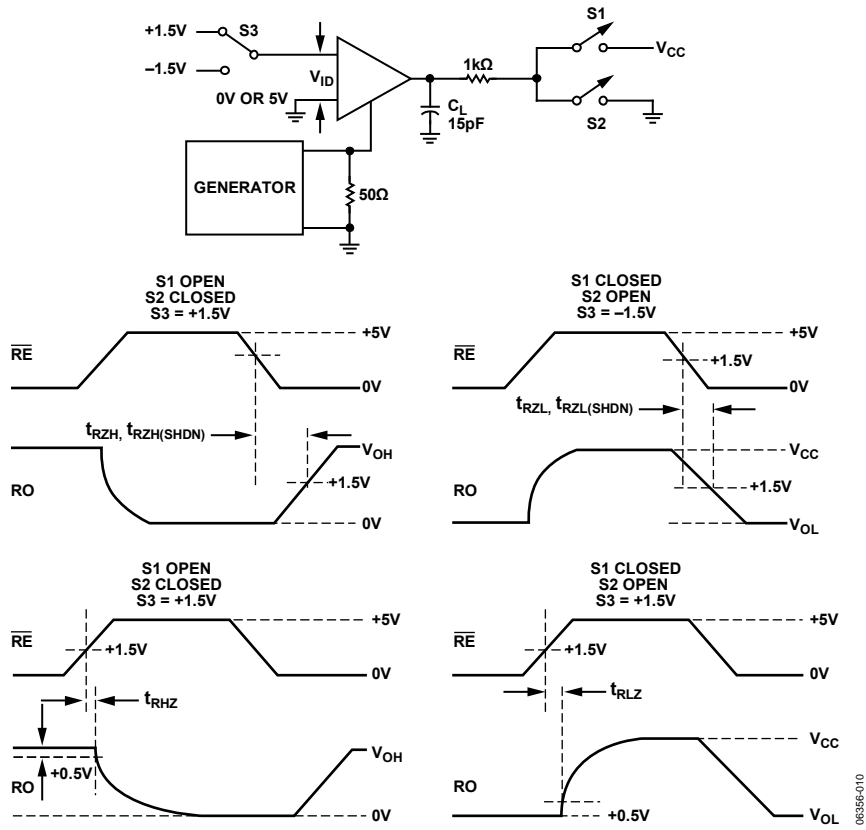 +1.5V
S3
–1.5V
V_ID
0V OR 5V
1kΩ
S1
V_CC
C_L
15pF
S2
GENERATOR
50Ω
S1 OPEN
S2 CLOSED
S3 = +1.5V
RE
+5V
0V
t_RZH, t_RZH(SHDN)
RO
V_OH
+1.5V
0V
S1 CLOSED
S2 OPEN
S3 = –1.5V
RE
+5V
+1.5V
0V
t_RZL, t_RZL(SHDN)
RO
V_CC
+1.5V
V_OL
S1 OPEN
S2 CLOSED
S3 = +1.5V
RE
+5V
+1.5V
0V
t_RHZ
RO
+0.5V
V_OH
0V
S1 CLOSED
S2 OPEN
S3 = +1.5V
RE
+5V
+1.5V
0V
t_RLZ
RO
V_CC
+0.5V
V_OL
06356-010